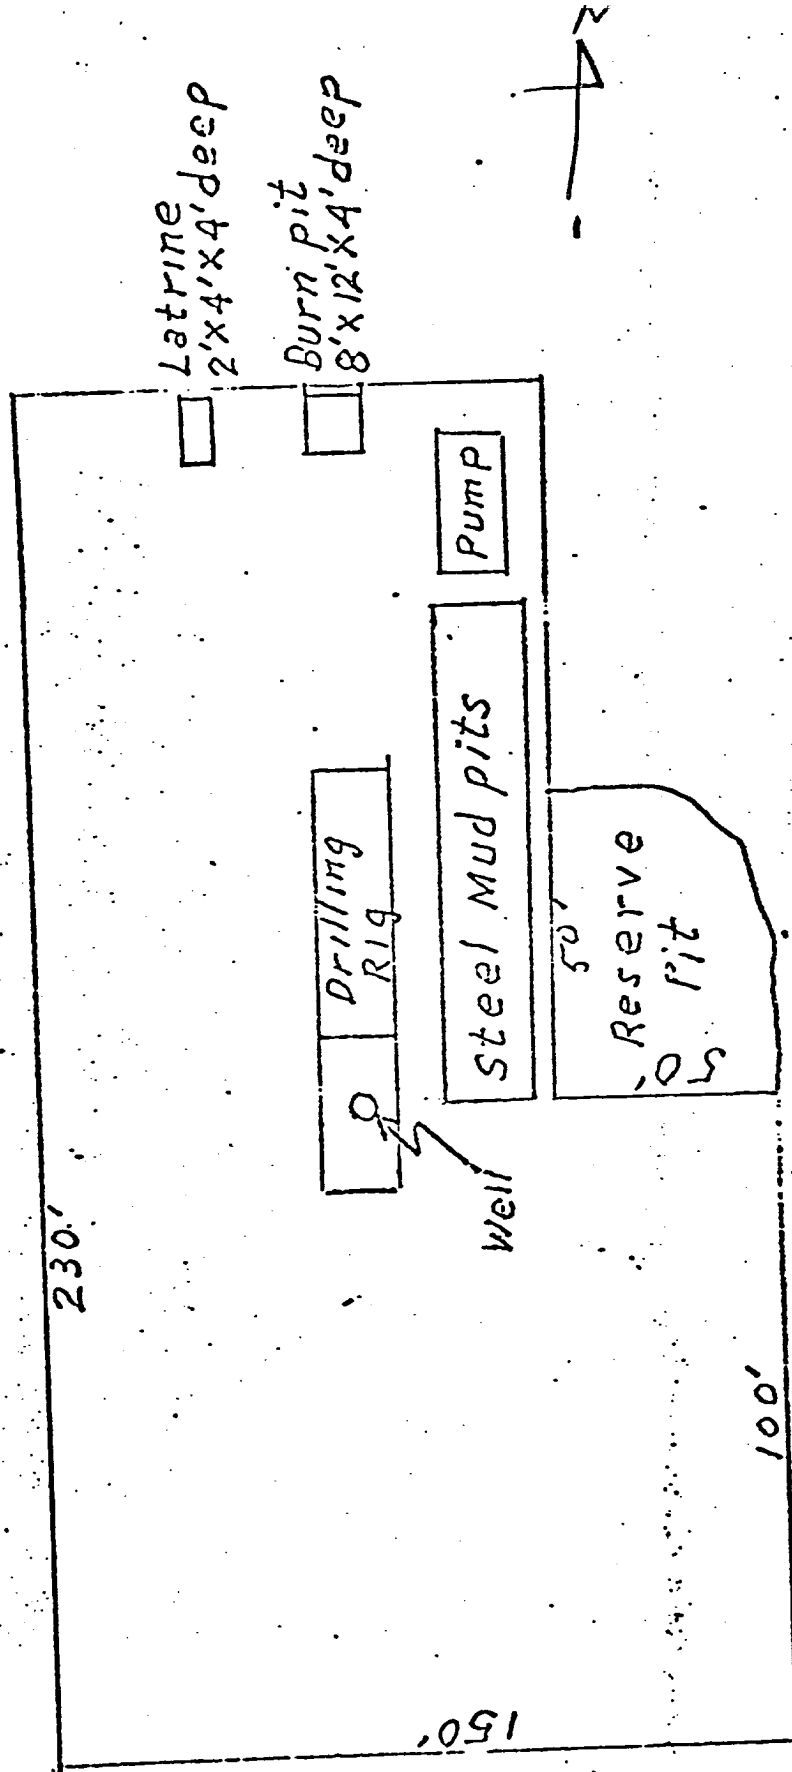 N
Latrine
2'x4'x4'deep
Burn pit
8'x12'x4'deep
230.'
Pump
Drilling
Rig
Steel Mud pits
50'
Reserve
Pit
50'
Well
100'
150'